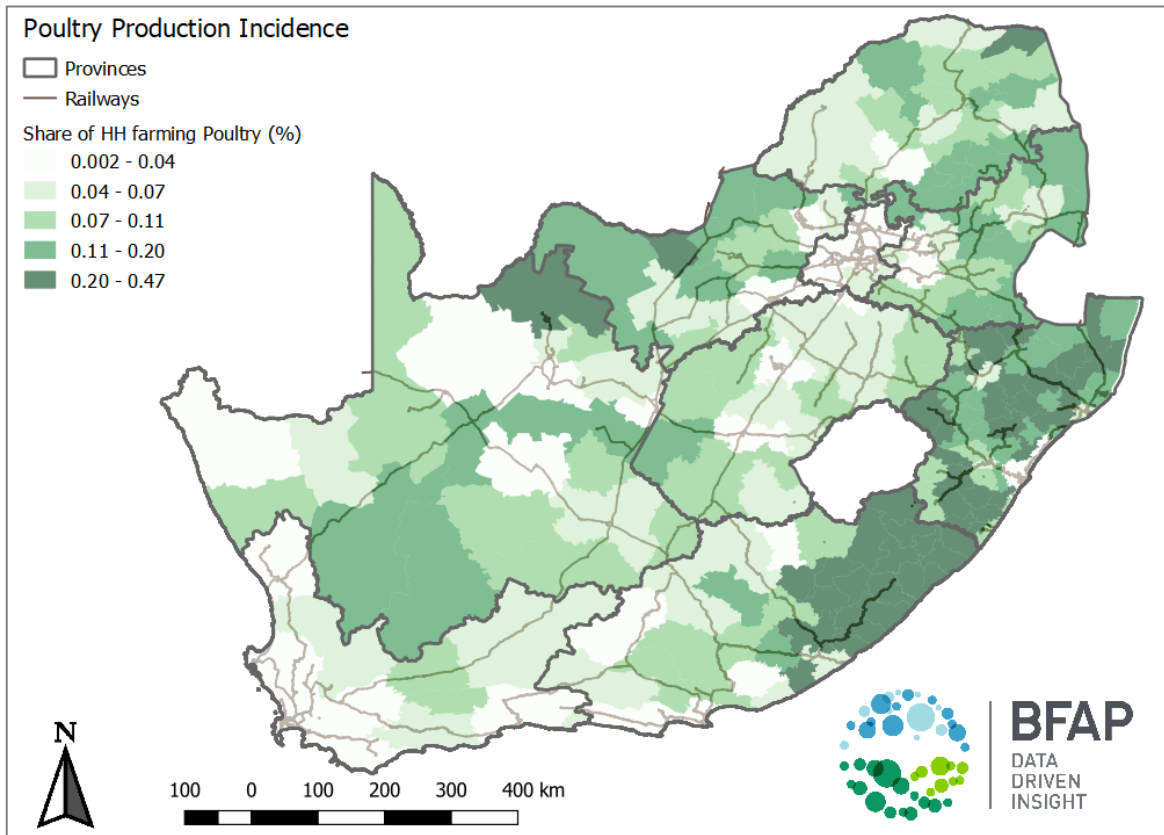 Poultry Production Incidence
Provinces
Railways
Share of HH farming Poultry (%)
0.002 - 0.04
0.04 - 0.07
0.07 - 0.11
0.11 - 0.20
0.20 - 0.47
N
100 0 100 200 300 400 km
BFAP
DATA
DRIVEN
INSIGHT